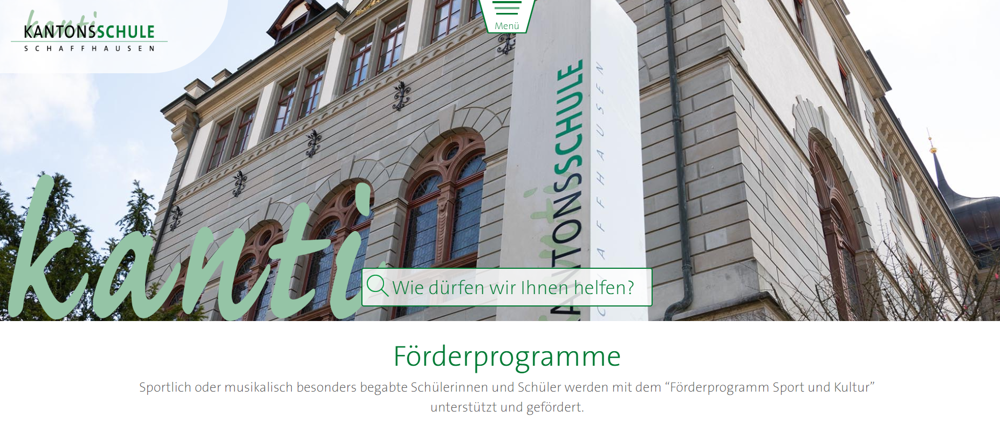 kanti
KANTONSSCHULE
SCHAFFHAUSEN
Menü
KANTONSSCHULE
SCHAFFHAUSEN
kanti
kanti
Wie dürfen wir Ihnen helfen?
Förderprogramme
Sportlich oder musikalisch besonders begabte Schülerinnen und Schüler werden mit dem “Förderprogramm Sport und Kultur”
unterstützt und gefördert.